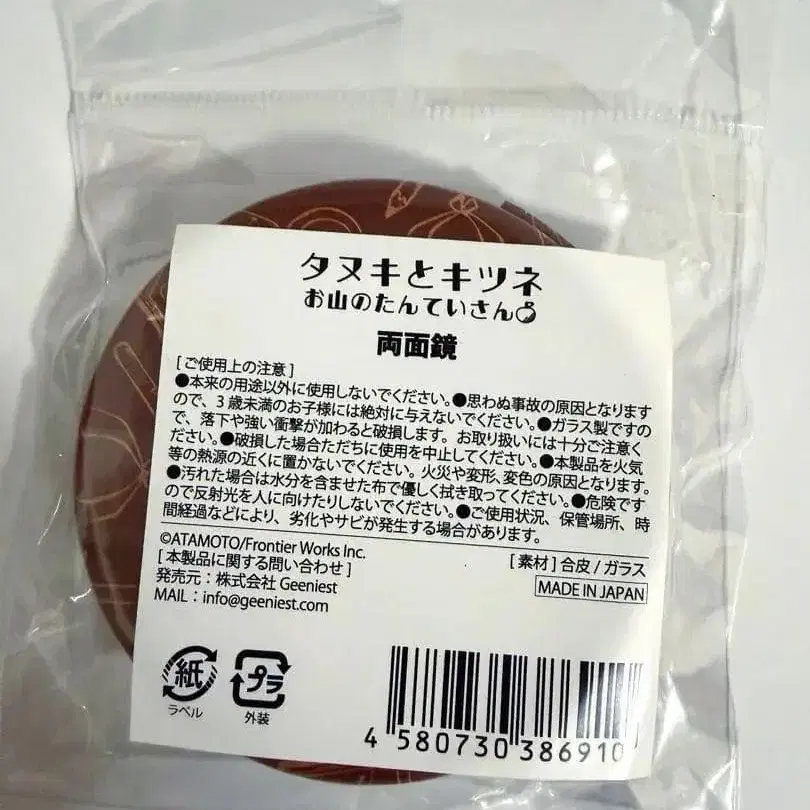 タヌキとキツネ
お山のたんていさん
両面鏡
[ご使用上の注意]
●本来の用途以外に使用しないでください。●思わぬ事故の原因となります
ので、3歳未満のお子様には絶対に与えないでください。●ガラス製ですの
で、落下や強い衝撃が加わると破損します。お取り扱いには十分ご注意く
ださい。●破損した場合ただちに使用を中止してください。●本製品を火気
等の熱源の近くに置かないでください。火災や変形、変色の原因となります。
●汚れた場合は水分を含ませた布で優しく拭き取ってください。●危険です
ので反射光を人に向けたりしないでください。●ご使用状況、保管場所、時
間経過などにより、劣化やサビが発生する場合があります。
©ATAMOTO/Frontier Works Inc.
[本製品に関する問い合わせ]
発売元：株式会社 Geeniest
MAIL：info@geeniest.com
[素材]合皮/ガラス
MADE IN JAPAN
紙
ラベル
プラ
外装
4 580730 386910